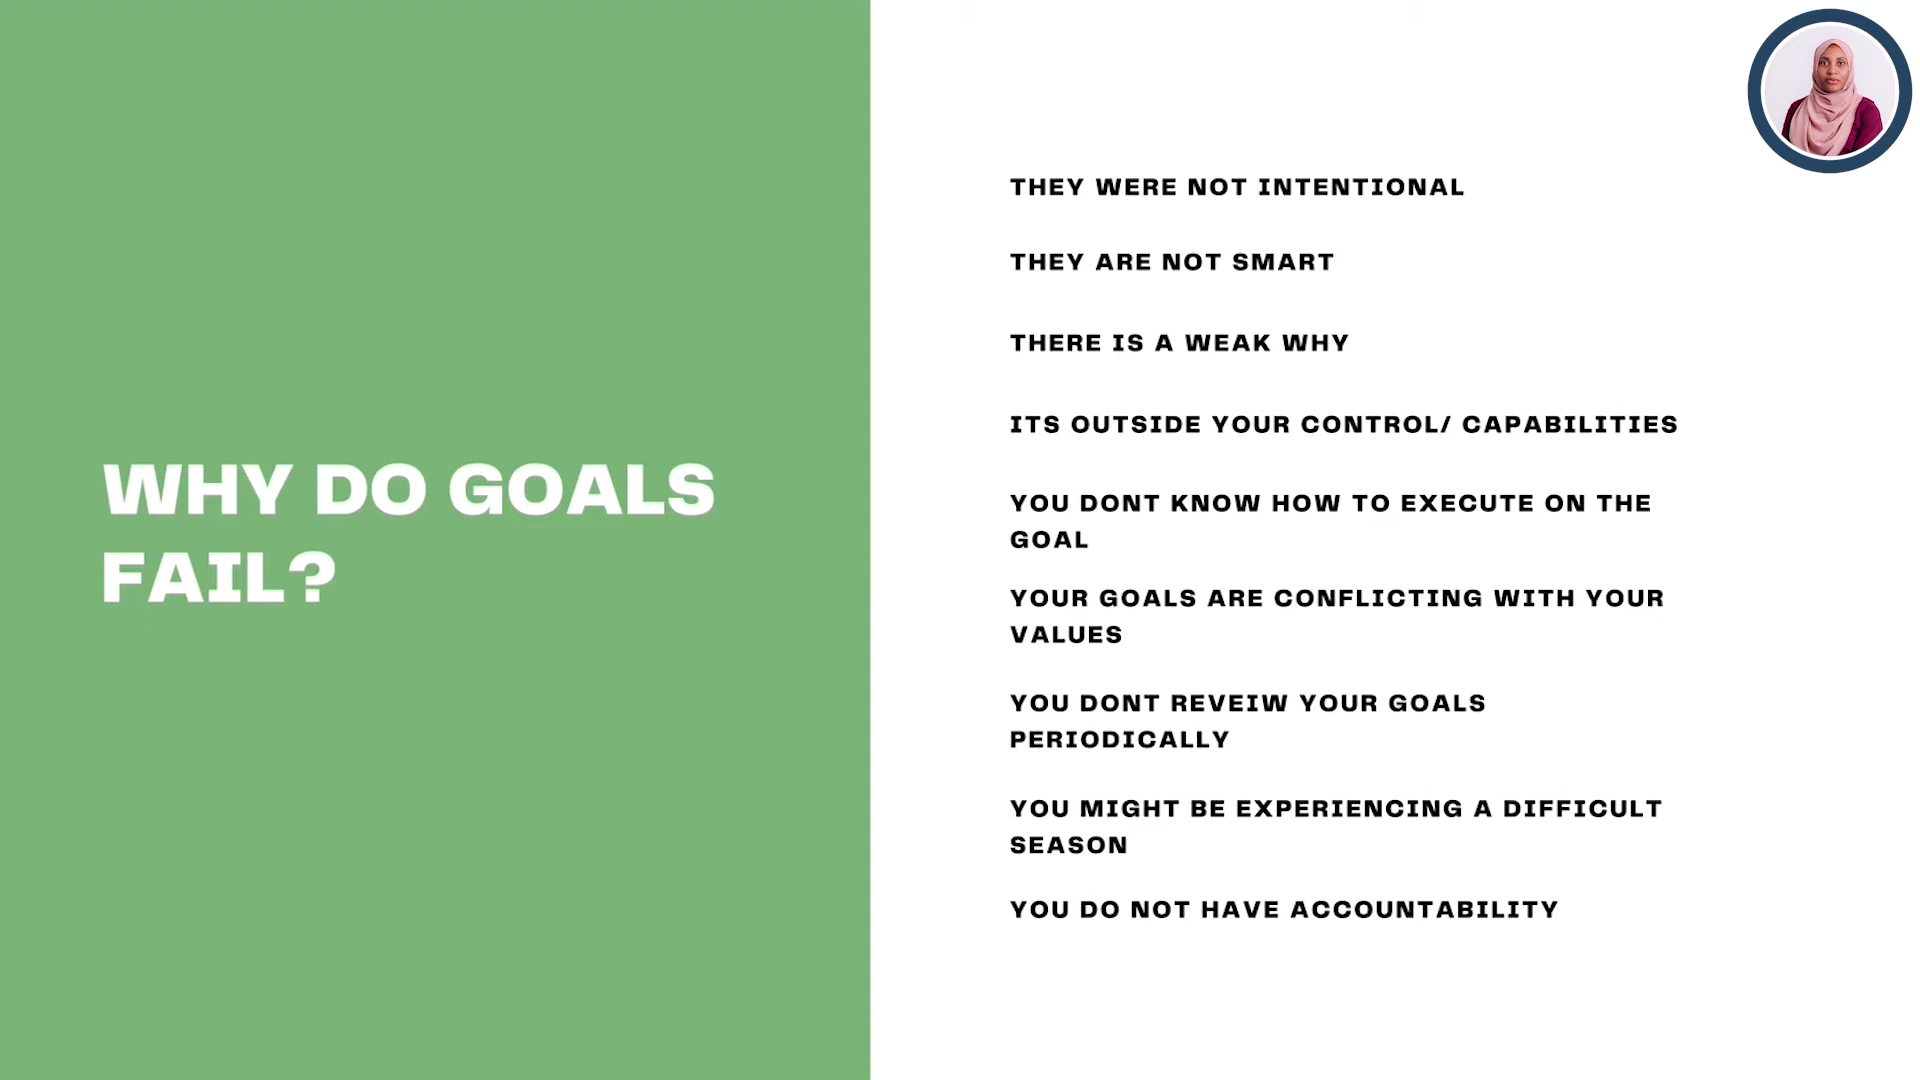 WHY DO GOALS
FAIL?
THEY WERE NOT INTENTIONAL
THEY ARE NOT SMART
THERE IS A WEAK WHY
ITS OUTSIDE YOUR CONTROL/ CAPABILITIES
YOU DONT KNOW HOW TO EXECUTE ON THE
GOAL
YOUR GOALS ARE CONFLICTING WITH YOUR
VALUES
YOU DONT REVEIW YOUR GOALS
PERIODICALLY
YOU MIGHT BE EXPERIENCING A DIFFICULT
SEASON
YOU DO NOT HAVE ACCOUNTABILITY